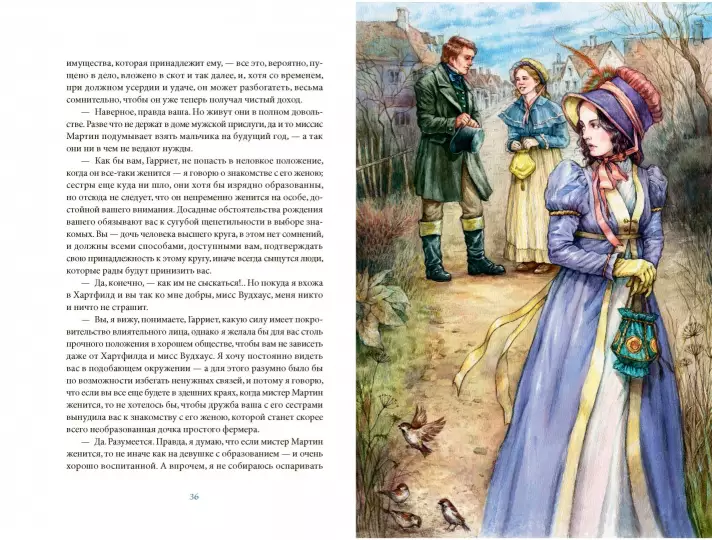 имущества, которая принадлежит ему, — все это, вероятно, пу-
щено в дело, вложено в скот и так далее, и, хотя со временем,
при должном усердии и удаче, он может разбогатеть, весьма
сомнительно, чтобы он уже теперь получал чистый доход.
— Наверное, правда ваша. Но живут они в полном доволь-
стве. Разве что не держат в доме мужской прислуги, да и то миссис
Мартин подумывает взять мальчика на будущий год, — а так
они ни в чем не ведают нужды.
— Как бы вам, Гарриет, не попасть в неловкое положение,
когда он все-таки женится — я говорю о знакомстве с его женою;
сестры еще куда ни шло, они хотя бы изрядно образованны,
но отсюда не следует, что он непременно женится на особе, до-
стойной вашего внимания. Досадные обстоятельства рождения
вашего обязывают вас к сугубой щепетильности в выборе зна-
комых. Вы — дочь человека высшего круга, в этом нет сомнений,
и должны всеми способами, доступными вам, подтверждать
свою принадлежность к этому кругу, иначе всегда сыщутся люди,
которые рады будут принизить вас.
— Да, конечно, — как им не сыскаться!.. Но покуда я вхожа
в Хартфилд и вы так ко мне добры, мисс Вудхаус, меня никто
и ничто не страшит.
— Вы, я вижу, понимаете, Гарриет, какую силу имеет покро-
вительство влиятельного лица, однако я желала бы для вас столь
прочного положения в хорошем обществе, чтобы вам не зависеть
даже от Хартфилда и мисс Вудхаус. Я хочу постоянно видеть
вас в подобающем окружении — а для этого разумно было бы
по возможности избегать ненужных связей, и потому я говорю,
что если вы все еще будете в здешних краях, когда мистер Мартин
женится, то не хотелось бы, чтобы дружба ваша с его сестрами
вынудила вас к знакомству с его женою, которой станет скорее
всего необразованная дочка простого фермера.
— Да. Разумеется. Правда, я думаю, что если мистер Мартин
женится, то не иначе как на девушке с образованием — и очень
хорошо воспитанной. А впрочем, я не собираюсь оспаривать
36